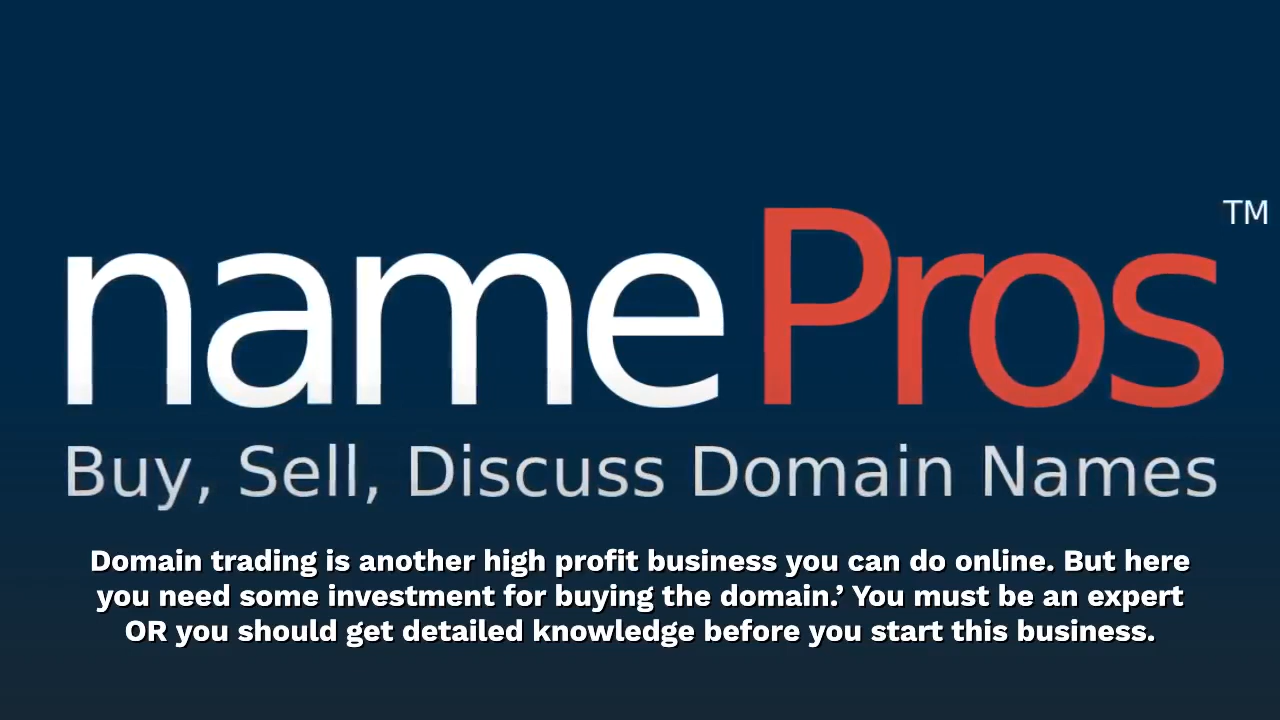 namePros™
Buy, Sell, Discuss Domain Names
Domain trading is another high profit business you can do online. But here
you need some investment for buying the domain.’ You must be an expert
OR you should get detailed knowledge before you start this business.